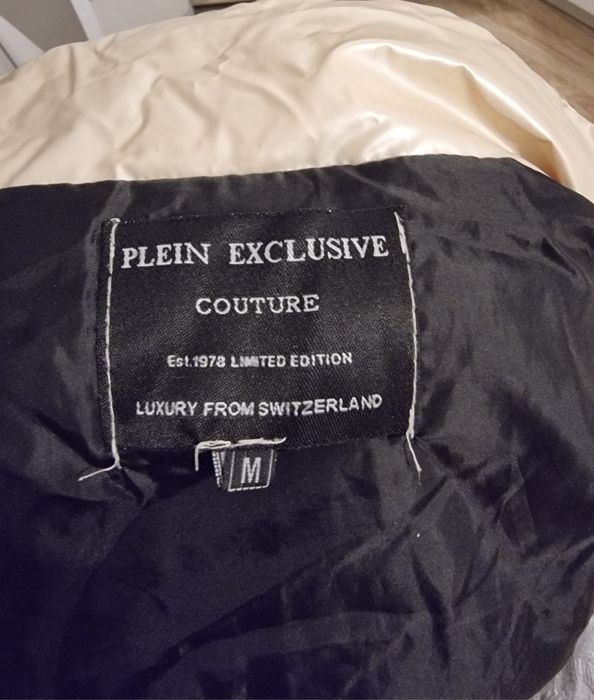 PLEIN EXCLUSIVE
COUTURE
Est.1978 LIMITED EDITION
LUXURY FROM SWITZERLAND
M